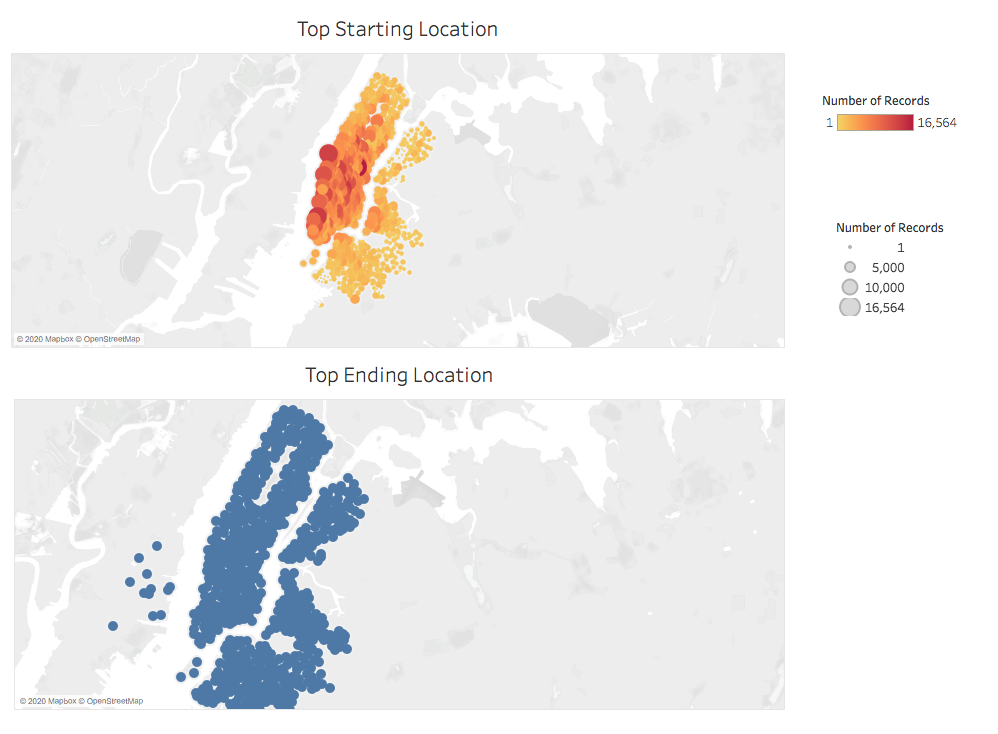 Top Starting Location
Number of Records
1 16,564
Number of Records
1
5,000
10,000
16,564
© 2020 Mapbox © OpenStreetMap
Top Ending Location
© 2020 Mapbox © OpenStreetMap